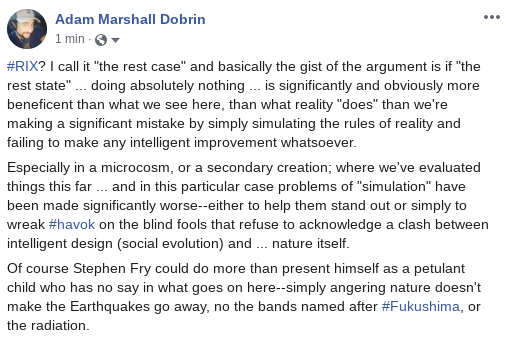 Adam Marshall Dobrin
1 min ·
#RIX? I call it "the rest case" and basically the gist of the argument is if "the
rest state" ... doing absolutely nothing ... is significantly and obviously more
beneficent than what we see here, than what reality "does" than we're
making a significant mistake by simply simulating the rules of reality and
failing to make any intelligent improvement whatsoever.
Especially in a microcosm, or a secondary creation; where we've evaluated
things this far ... and in this particular case problems of "simulation" have
been made significantly worse--either to help them stand out or simply to
wreak #havok on the blind fools that refuse to acknowledge a clash between
intelligent design (social evolution) and ... nature itself.
Of course Stephen Fry could do more than present himself as a petulant
child who has no say in what goes on here--simply angering nature doesn't
make the Earthquakes go away, no the bands named after #Fukushima, or
the radiation.